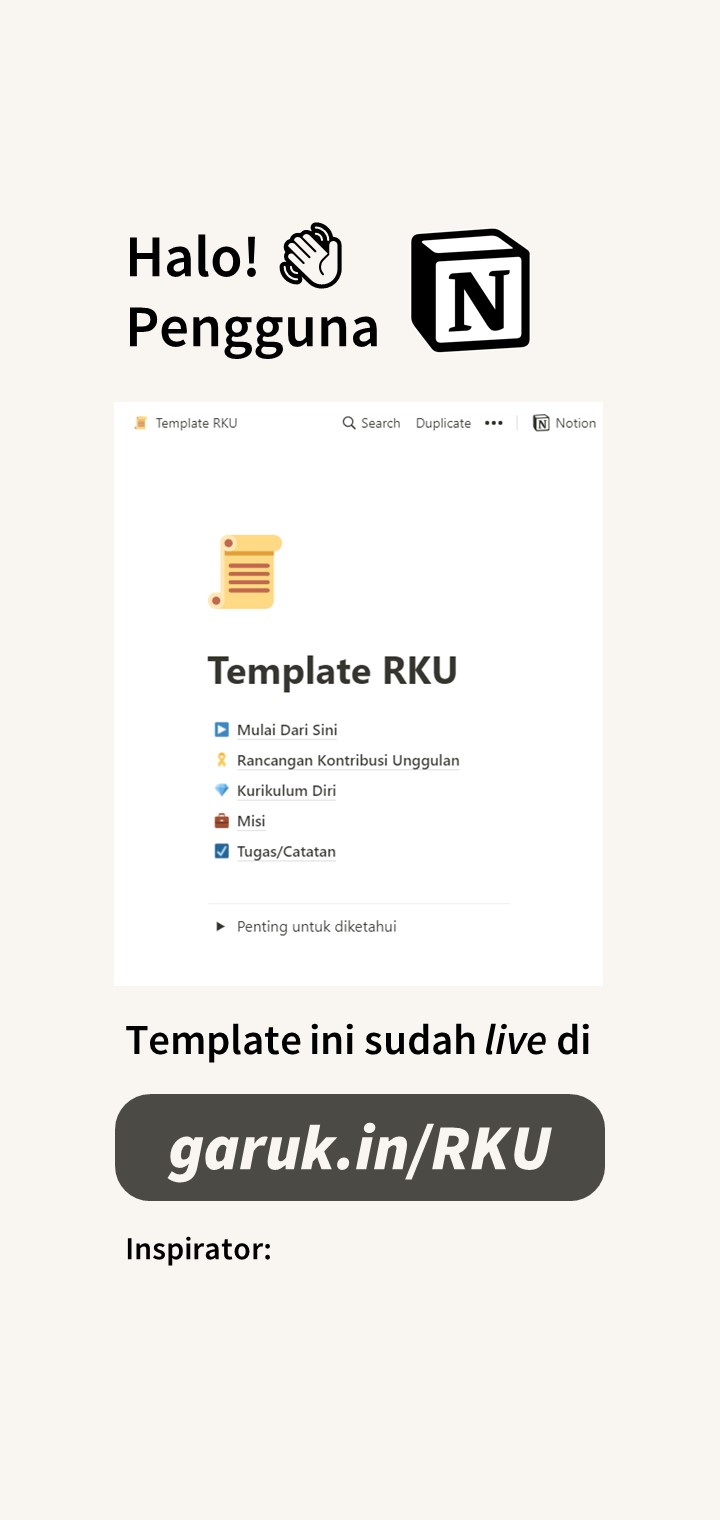 Halo!
Pengguna
N
Template RKU
Search Duplicate ••• Notion
Template RKU
Mulai Dari Sini
Rancangan Kontribusi Unggulan
Kurikulum Diri
Misi
Tugas/Catatan
Penting untuk diketahui
Template ini sudah live di
garuk.in/RKU
Inspirator: